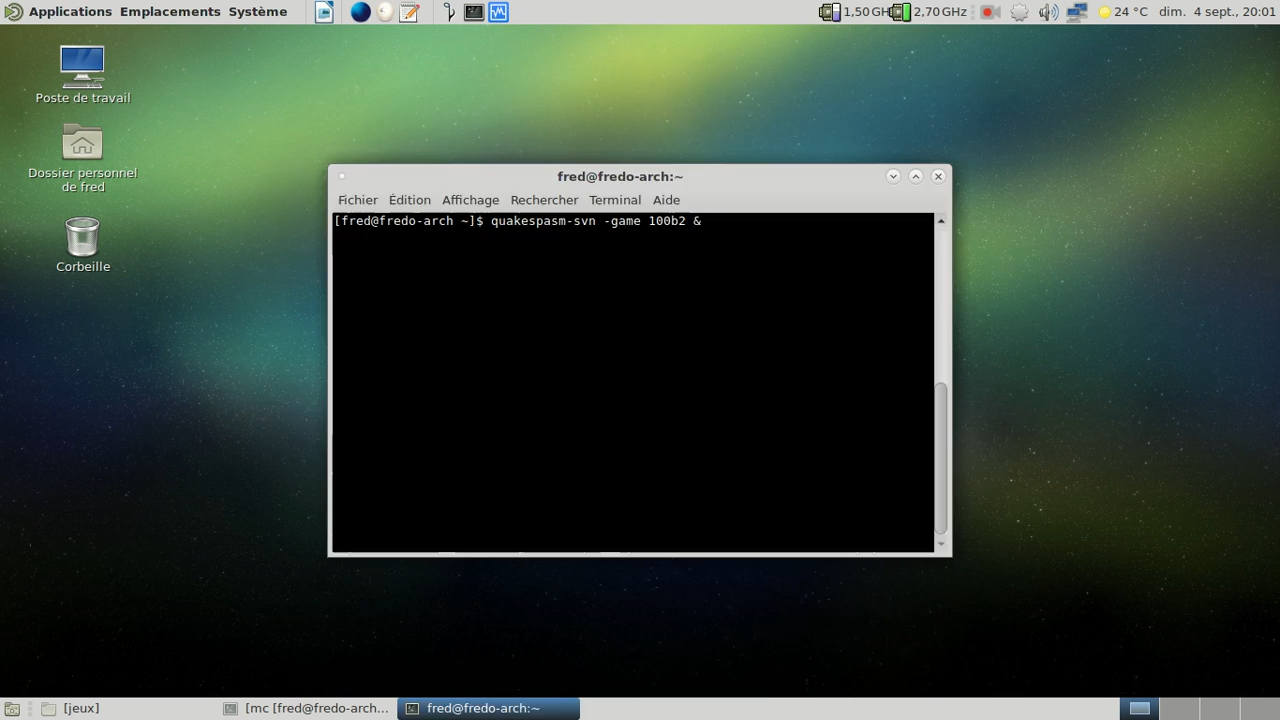 Applications Emplacements Système
1,50 GH 2,70 GHz 24 °C dim. 4 sept., 20:01
Poste de travail
Dossier personnel
de fred
Corbeille
fred@fredo-arch:~
Fichier Édition Affichage Rechercher Terminal Aide
[fred@fredo-arch ~]$ quakespasm-svn -game 100b2 &
[jeux] [mc [fred@fredo-arch... fred@fredo-arch:~